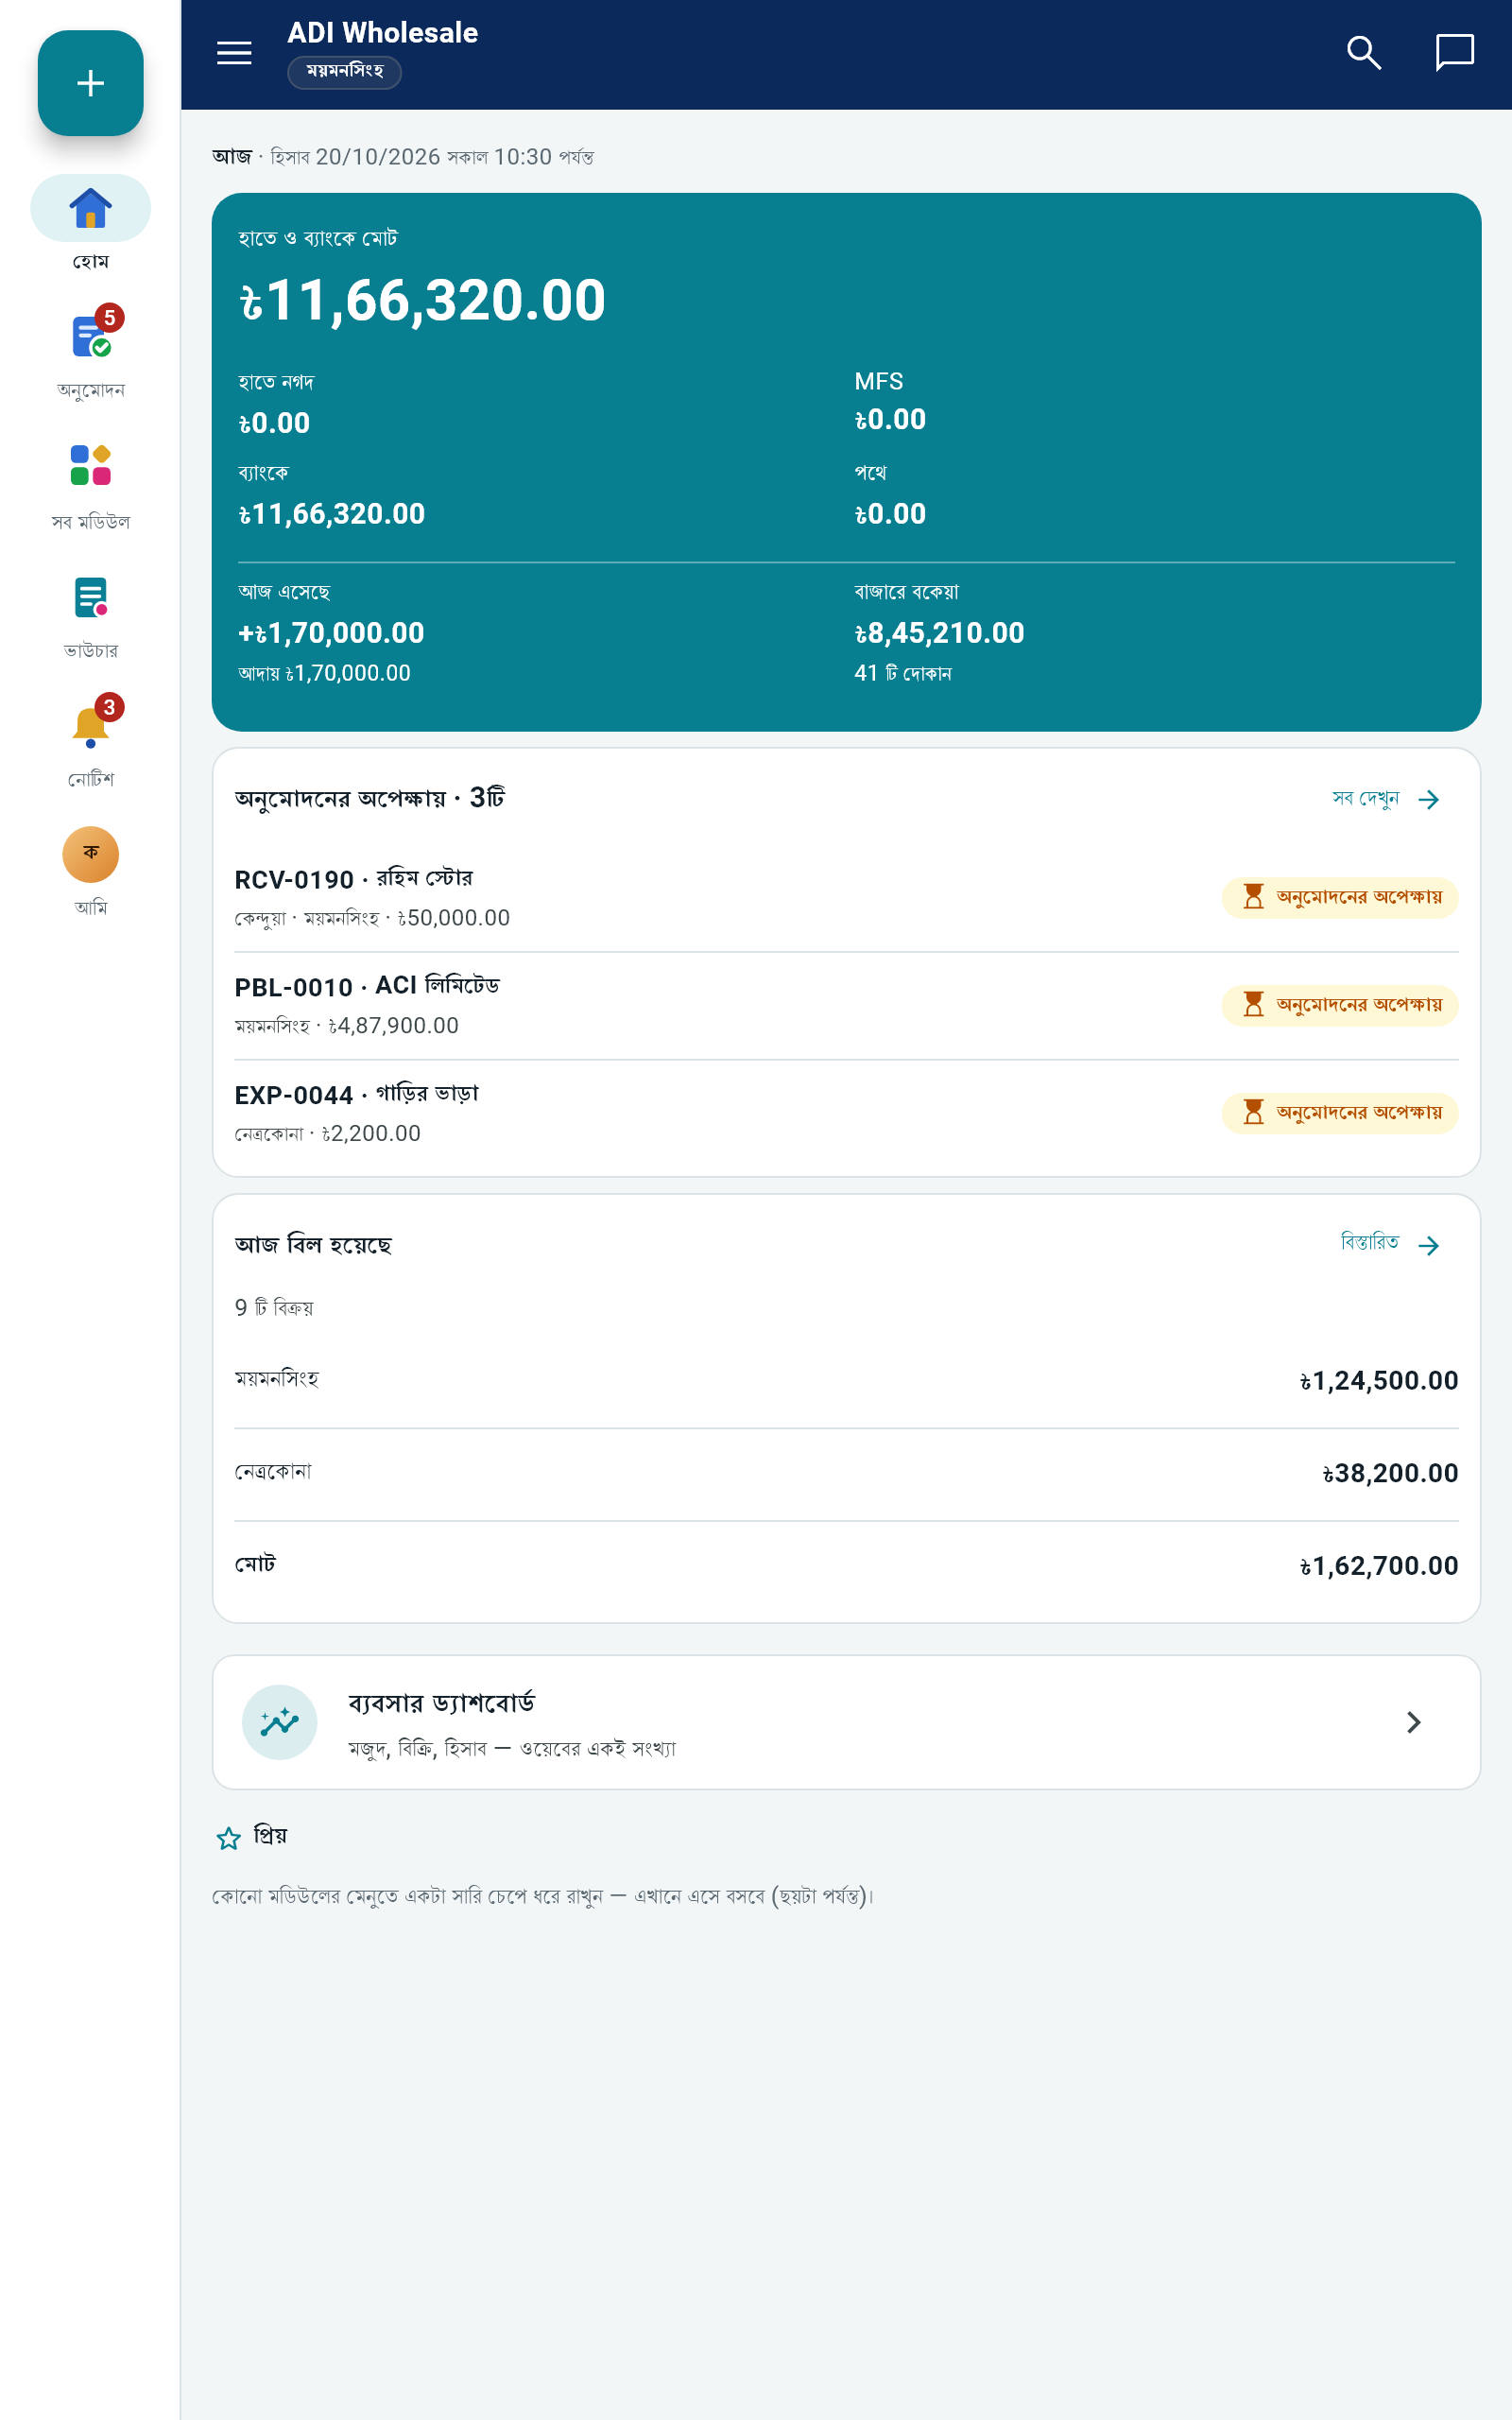 ADI Wholesale
ময়মনসিংহ
আজ · হিসাব 20/10/2026 সকাল 10:30 পর্যন্ত
হাতে ও ব্যাংকে মোট
৳11,66,320.00
হাতে নগদ
৳0.00
MFS
৳0.00
ব্যাংকে
৳11,66,320.00
পথে
৳0.00
আজ এসেছে
+৳1,70,000.00
আদায় ৳1,70,000.00
বাজারে বকেয়া
৳8,45,210.00
41 টি দোকান
হোম
5
অনুমোদন
সব মডিউল
ভাউচার
3
নোটিশ
ক
আমি
অনুমোদনের অপেক্ষায় · 3টি
সব দেখুন
RCV-0190 · রহিম স্টোর
কেন্দুয়া · ময়মনসিংহ · ৳50,000.00
অনুমোদনের অপেক্ষায়
PBL-0010 · ACI লিমিটেড
ময়মনসিংহ · ৳4,87,900.00
অনুমোদনের অপেক্ষায়
EXP-0044 · গাড়ির ভাড়া
নেত্রকোনা · ৳2,200.00
অনুমোদনের অপেক্ষায়
আজ বিল হয়েছে
বিস্তারিত
9 টি বিক্রয়
ময়মনসিংহ
৳1,24,500.00
নেত্রকোনা
৳38,200.00
মোট
৳1,62,700.00
ব্যবসার ড্যাশবোর্ড
মজুদ, বিক্রি, হিসাব — ওয়েবের একই সংখ্যা
প্রিয়
কোনো মডিউলের মেনুতে একটা সারি চেপে ধরে রাখুন — এখানে এসে বসবে (ছয়টা পর্যন্ত)।